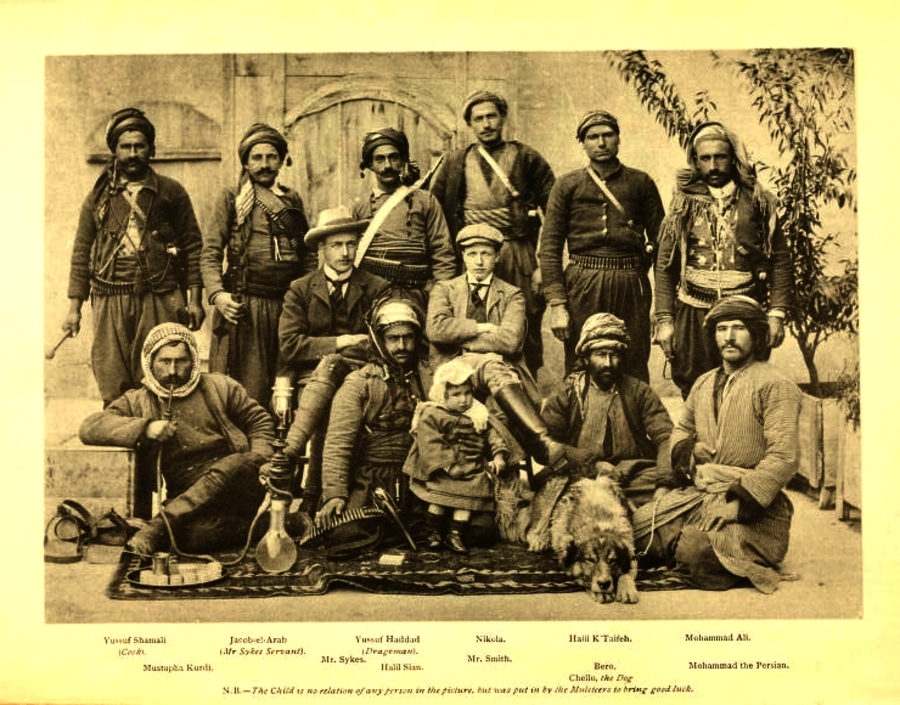 Yussuf Shamali Jacob-el-Arab Yussuf Haddad Nikola. Halil K'Taifeh. Mohammad Ali.
(Cook). (Mr Sykes Servant). (Dragoman).
Mr. Sykes. Mr. Smith.
Mustapha Kurdi. Halil Sian. Bero. Mohammad the Persian.
Chello, the Dog
N.B.—The Child is no relation of any person in the picture, but was put in by the Muleteers to bring good luck.